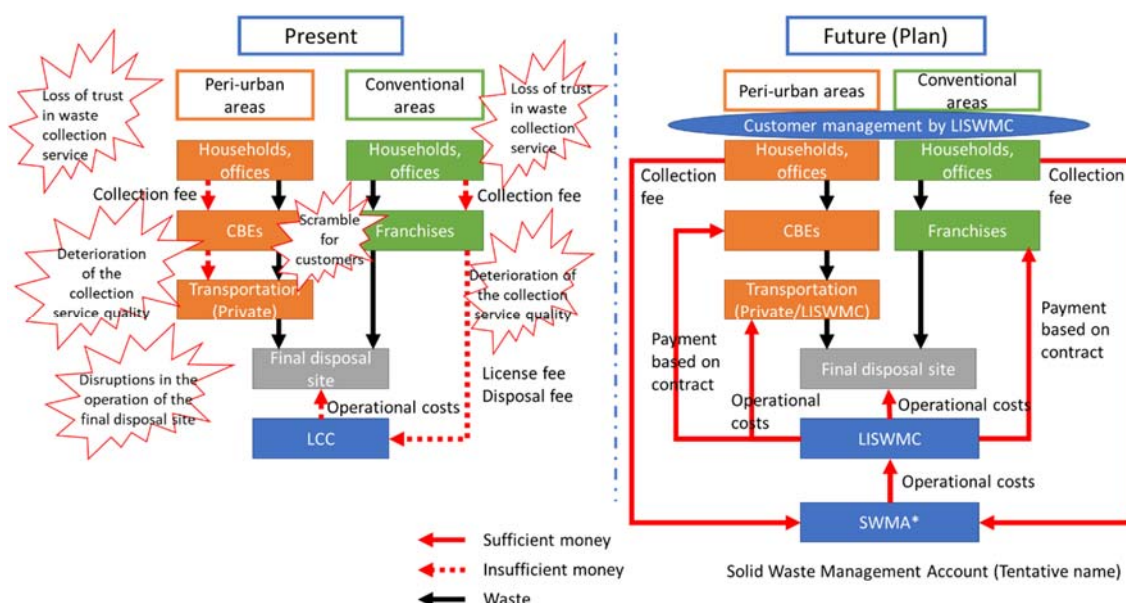 Present
Peri-urban
areas
Conventional
areas
Loss of trust
in waste
collection
service
Loss of trust
in waste
collection
service
Households,
offices
Households,
offices
Collection fee
Collection fee
CBEs
Scramble
for
customers
Franchises
Deterioration
of the
collection
service quality
Deterioration of
the collection
service quality
Transportation
(Private)
Disruptions in the
operation of the
final disposal
site
Final disposal
site
License fee
Disposal fee
Operational costs
LCC
Sufficient money
Insufficient money
Waste
Future (Plan)
Peri-urban areas
Conventional
areas
Customer management by LISWMC
Households,
offices
Households,
offices
Collection
fee
Collection
fee
CBEs
Franchises
Transportation
(Private/LISWMC)
Payment
based on
contract
Payment
based on
contract
Final disposal site
Operational
costs
Operational costs
LISWMC
Operational costs
SWMA*
Solid Waste Management Account (Tentative name)